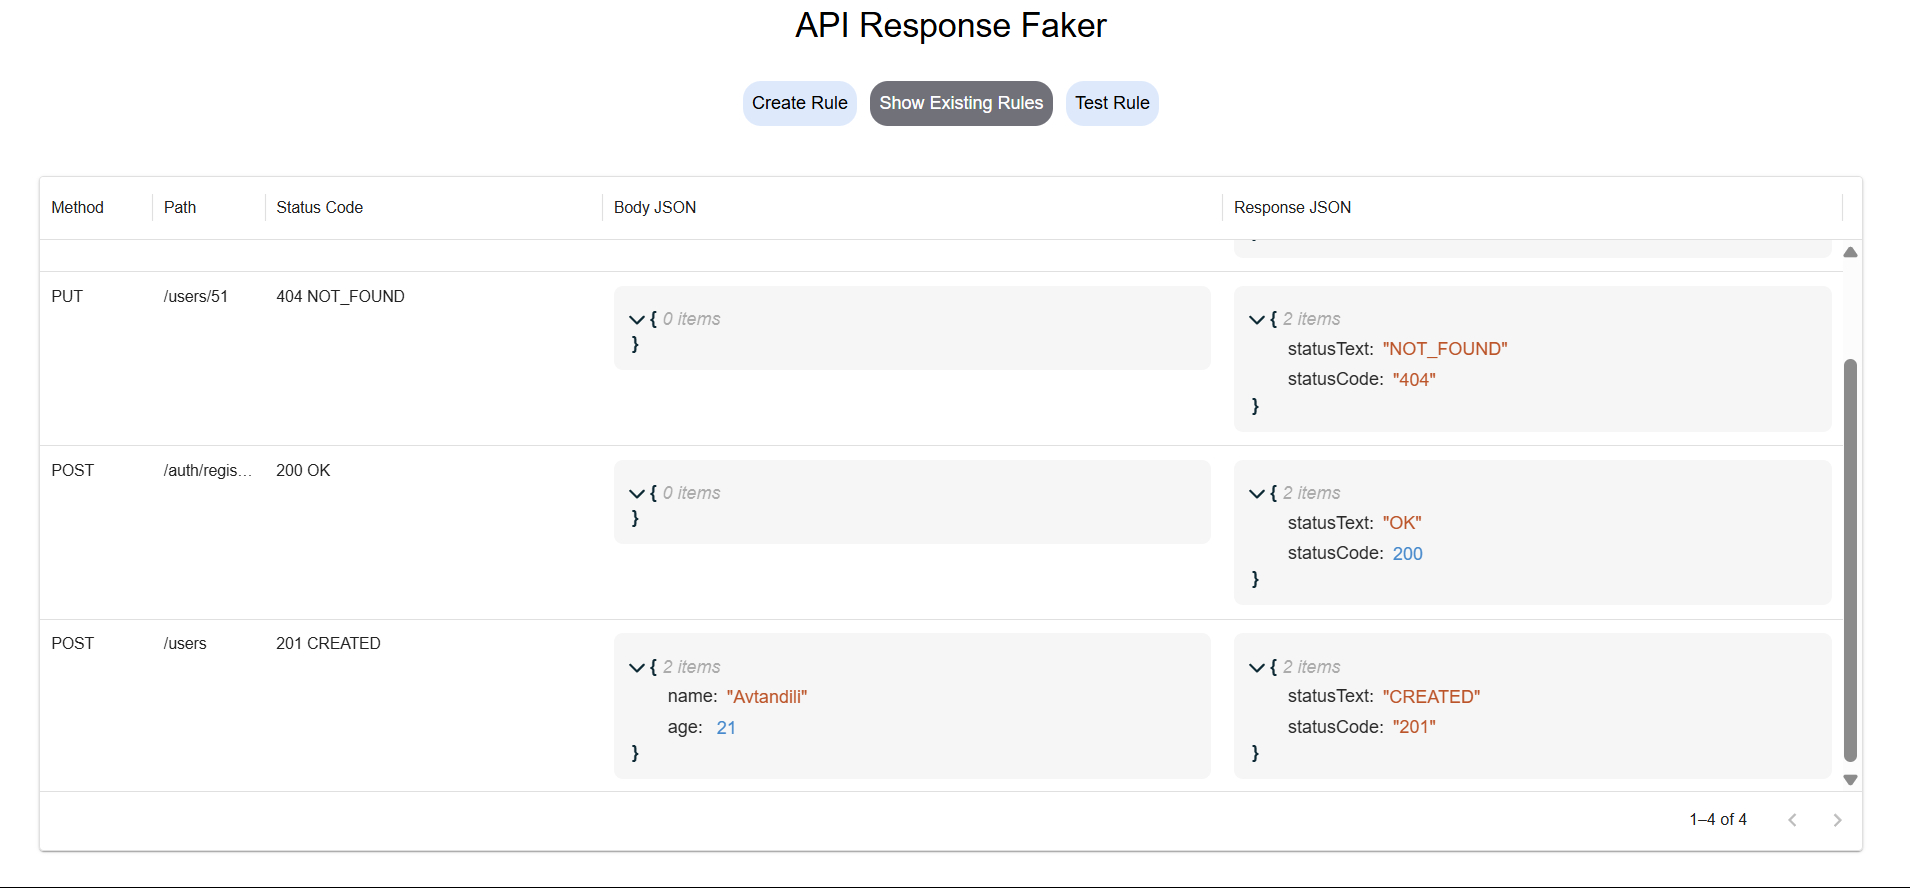 API Response Faker
Create Rule Show Existing Rules Test Rule
Method Path Status Code Body JSON Response JSON
PUT /users/51 404 NOT_FOUND
{ 0 items
}
{ 2 items
statusText: "NOT_FOUND"
statusCode: "404"
}
POST /auth/regis... 200 OK
{ 0 items
}
{ 2 items
statusText: "OK"
statusCode: 200
}
POST /users 201 CREATED
{ 2 items
name: "Avtandili"
age: 21
}
{ 2 items
statusText: "CREATED"
statusCode: "201"
}
1–4 of 4